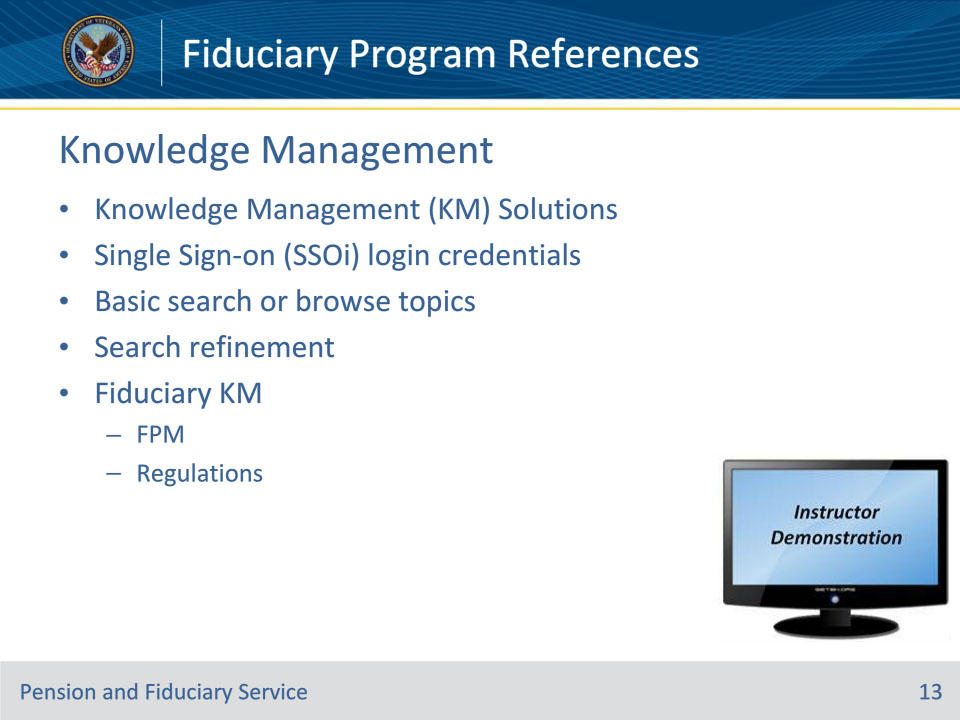 Fiduciary Program References
Knowledge Management
• Knowledge Management (KM) Solutions
• Single Sign-on (SSOi) login credentials
• Basic search or browse topics
• Search refinement
• Fiduciary KM
– FPM
– Regulations
Instructor
Demonstration
Pension and Fiduciary Service
13